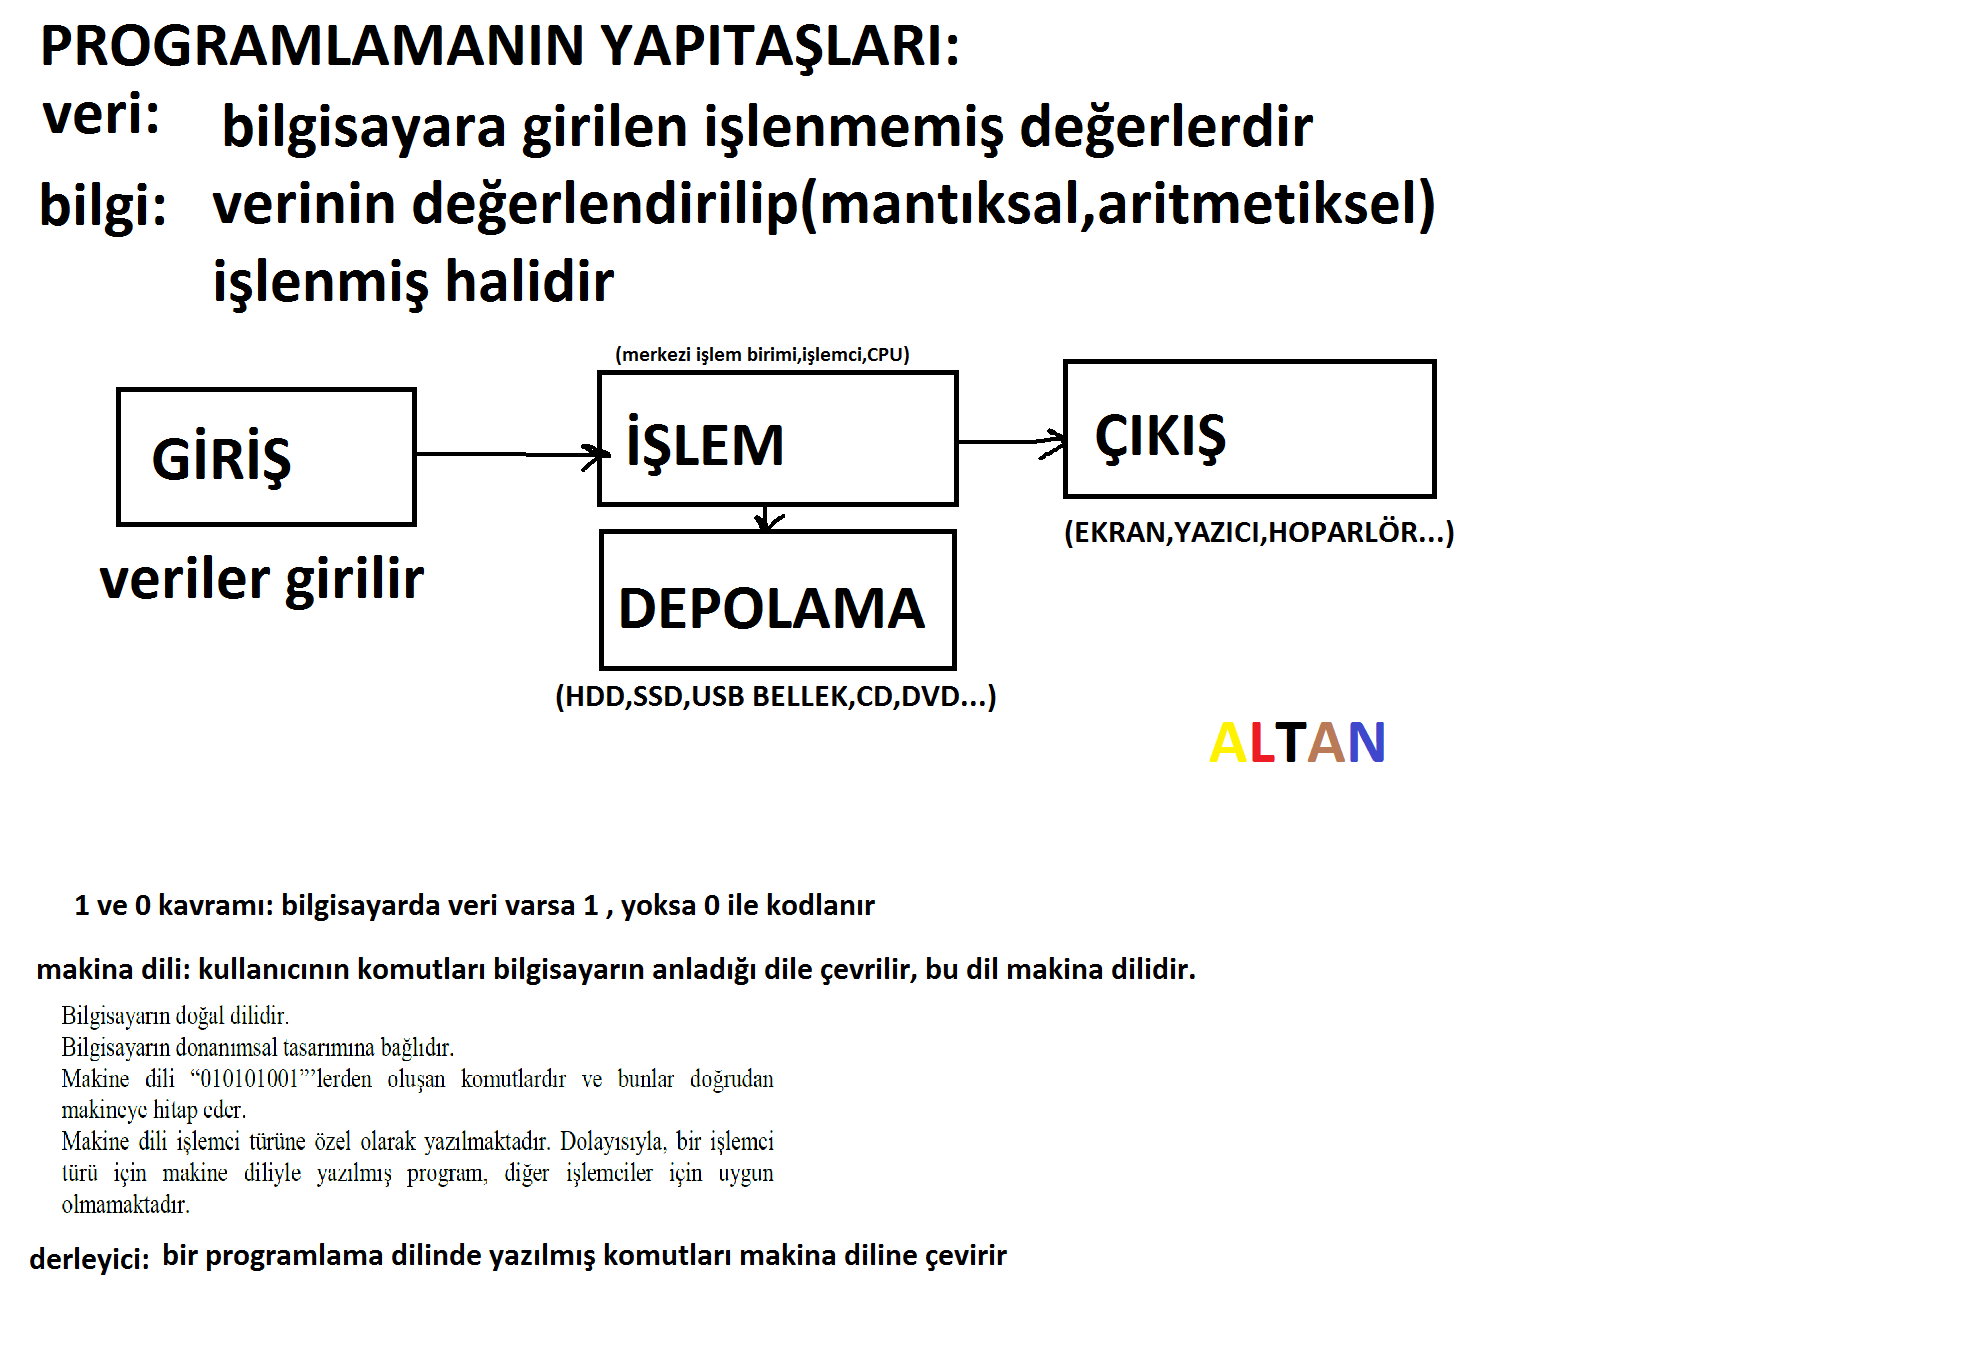 PROGRAMLAMANIN YAPITAŞLARI:
veri: bilgisayara girilen işlenmemiş değerlerdir
bilgi: verinin değerlendirilip(mantıksal,aritmetiksel)
işlenmiş halidir
(merkezi işlem birimi,işlemci,CPU)
GİRİŞ
İŞLEM
ÇIKIŞ
veriler girilir
(EKRAN,YAZICI,HOPARLÖR...)
DEPOLAMA
(HDD,SSD,USB BELLEK,CD,DVD...)
ALTAN
1 ve 0 kavramı: bilgisayarda veri varsa 1 , yoksa 0 ile kodlanır
makina dili: kullanıcının komutları bilgisayarın anladığı dile çevrilir, bu dil makina dilidir.
Bilgisayarın doğal dilidir.
Bilgisayarın donanımsal tasarımına bağlıdır.
Makine dili “010101001”’lerden oluşan komutlardır ve bunlar doğrudan
makineye hitap eder.
Makine dili işlemci türüne özel olarak yazılmaktadır. Dolayısıyla, bir işlemci
türü için makine diliyle yazılmış program, diğer işlemciler için uygun
olmamaktadır.
derleyici: bir programlama dilinde yazılmış komutları makina diline çevirir